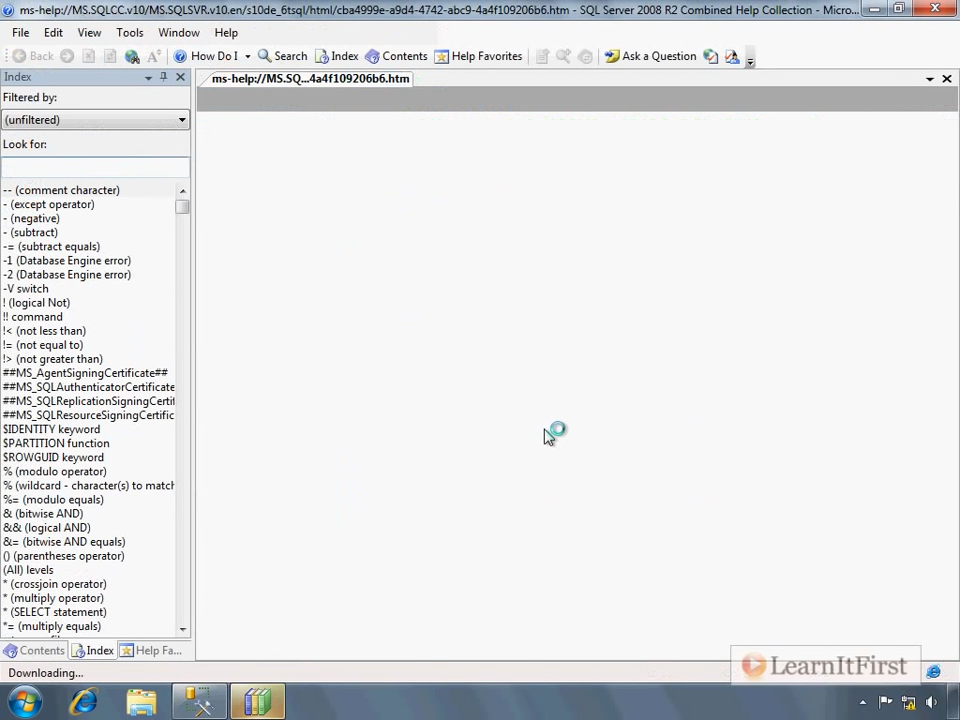 ms-help://MS.SQLCC.v10/MS.SQLSVR.v10.en/s10de_6tsql/html/cba4999e-a9d4-4742-abc9-4a4f109206b6.htm - SQL Server 2008 R2 Combined Help Collection - Micro...
File Edit View Tools Window Help
Back How Do I Search Index Contents Help Favorites Ask a Question
Index
ms-help://MS.SQ...4a4f109206b6.htm
Filtered by:
(unfiltered)
Look for:
-- (comment character)
- (except operator)
- (negative)
- (subtract)
-= (subtract equals)
-1 (Database Engine error)
-2 (Database Engine error)
-V switch
! (logical Not)
!! command
!< (not less than)
!= (not equal to)
!> (not greater than)
##MS_AgentSigningCertificate##
##MS_SQLAuthenticatorCertificate
##MS_SQLReplicationSigningCertif
##MS_SQLResourceSigningCertific
$IDENTITY keyword
$PARTITION function
$ROWGUID keyword
% (modulo operator)
% (wildcard - character(s) to match
%= (modulo equals)
& (bitwise AND)
&& (logical AND)
&= (bitwise AND equals)
() (parentheses operator)
(All) levels
* (crossjoin operator)
* (multiply operator)
* (SELECT statement)
*= (multiply equals)
Contents Index Help Fa...
Downloading...
LearnItFirst